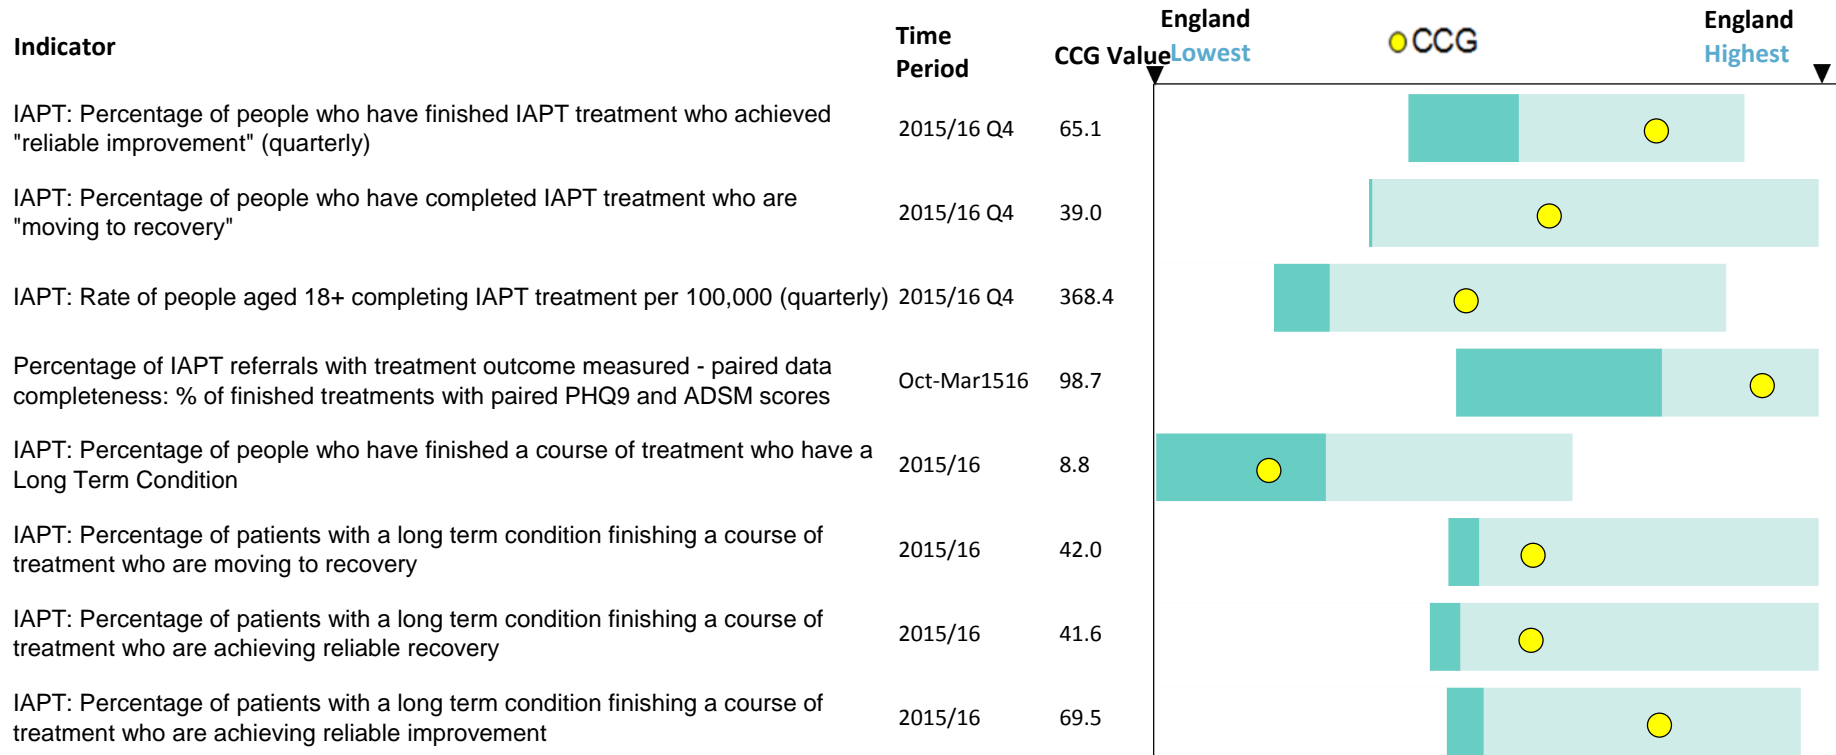 Indicator
Time
Period
CCG Value
England
Lowest
CCG
England
Highest
IAPT: Percentage of people who have finished IAPT treatment who achieved
"reliable improvement" (quarterly)
2015/16 Q4
65.1
IAPT: Percentage of people who have completed IAPT treatment who are
"moving to recovery"
2015/16 Q4
39.0
IAPT: Rate of people aged 18+ completing IAPT treatment per 100,000 (quarterly)
2015/16 Q4
368.4
Percentage of IAPT referrals with treatment outcome measured - paired data
completeness: % of finished treatments with paired PHQ9 and ADSM scores
Oct-Mar1516
98.7
IAPT: Percentage of people who have finished a course of treatment who have a
Long Term Condition
2015/16
8.8
IAPT: Percentage of patients with a long term condition finishing a course of
treatment who are moving to recovery
2015/16
42.0
IAPT: Percentage of patients with a long term condition finishing a course of
treatment who are achieving reliable recovery
2015/16
41.6
IAPT: Percentage of patients with a long term condition finishing a course of
treatment who are achieving reliable improvement
2015/16
69.5